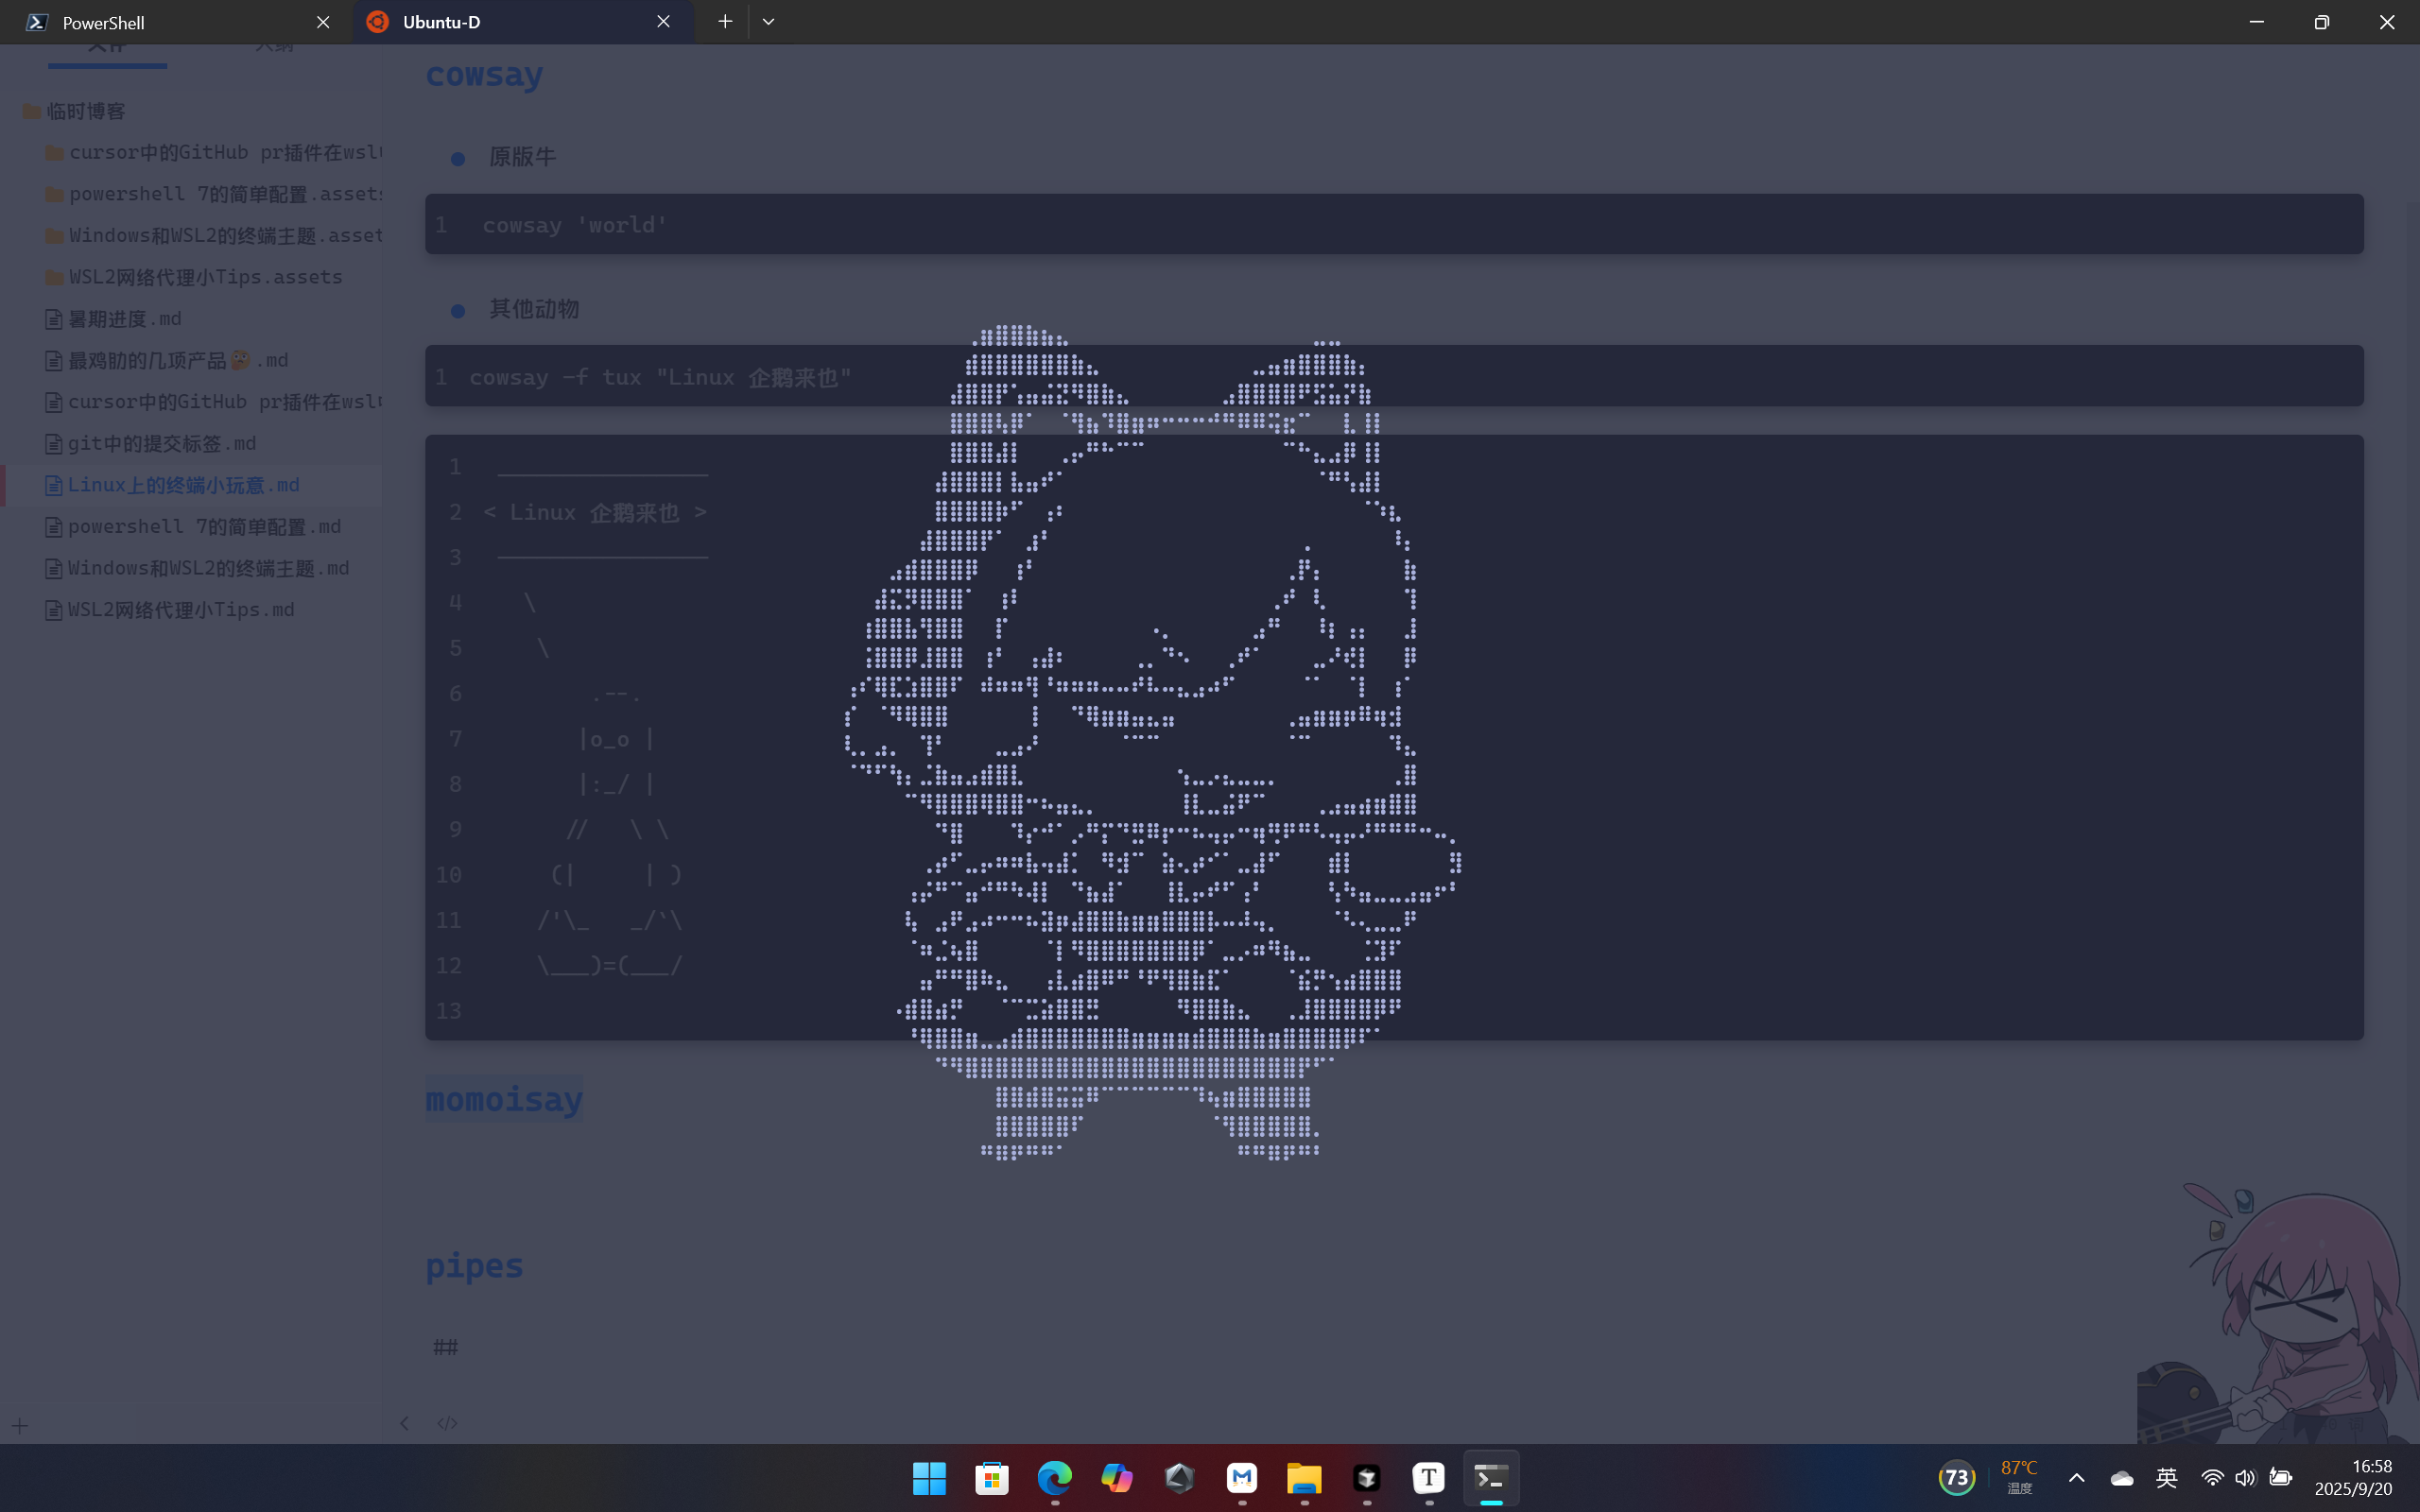 PowerShell
Ubuntu-D
文件
大纲
临时博客
cursor中的GitHub pr插件在wsl
powershell 7的简单配置.assets
Windows和WSL2的终端主题.asset
WSL2网络代理小Tips.assets
暑期进度.md
最鸡肋的几项产品.md
cursor中的GitHub pr插件在wsl
git中的提交标签.md
Linux上的终端小玩意.md
powershell 7的简单配置.md
Windows和WSL2的终端主题.md
WSL2网络代理小Tips.md
cowsay
原版牛
1 cowsay 'world'
其他动物
1 cowsay -f tux "Linux 企鹅来也"
1 ________________
2 < Linux 企鹅来也 >
3 ----------------
4 \
5 \
6 .--.
7 |o_o |
8 |:_/ |
9 // \ \
10 (| | )
11 /'\_ _/`\
12 \___)=(___/
13
momoisay
pipes
##
</>
73
87℃
温度
英
16:58
2025/9/20